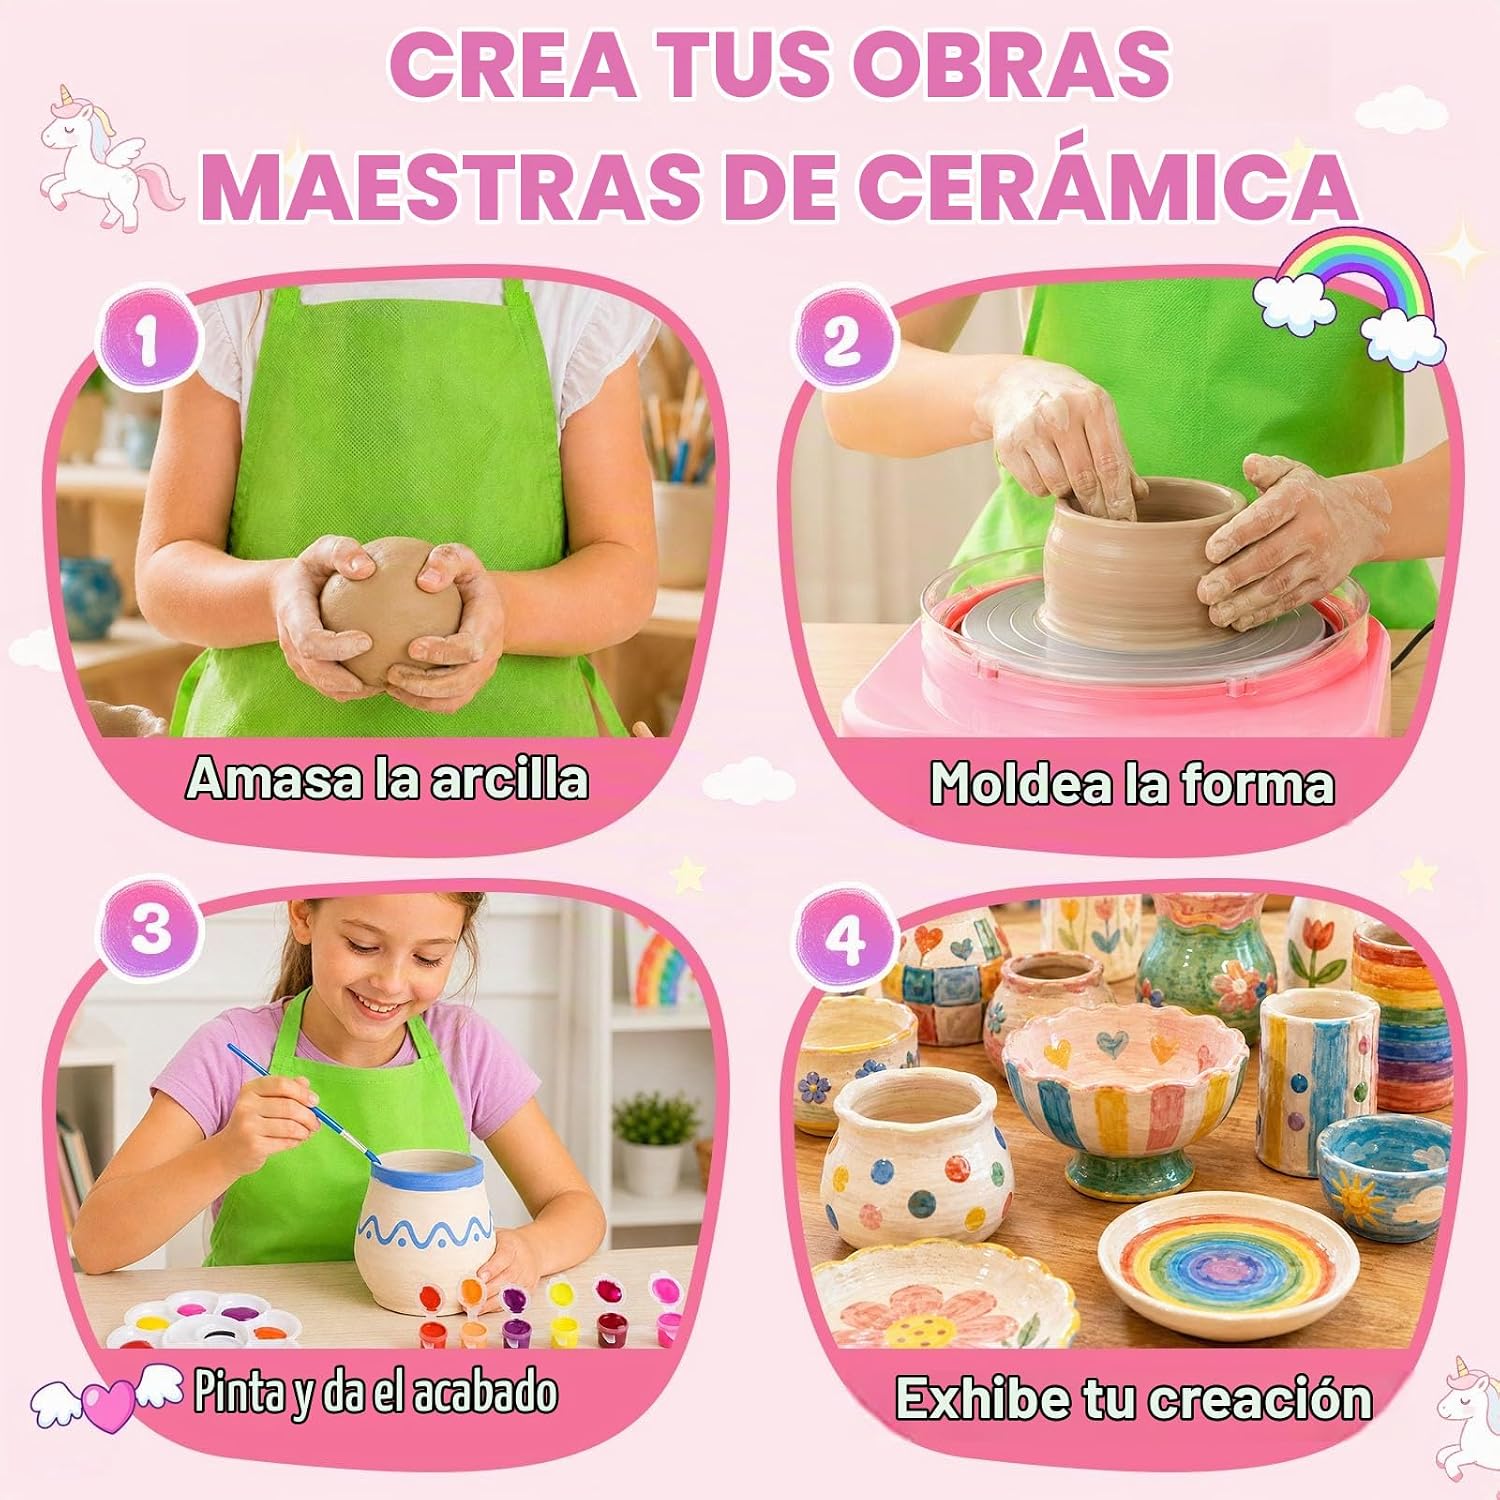 CREA TUS OBRAS
MAESTRAS DE CERÁMICA
1
2
Amasa la arcilla
Moldea la forma
3
4
Pinta y da el acabado
Exhibe tu creación